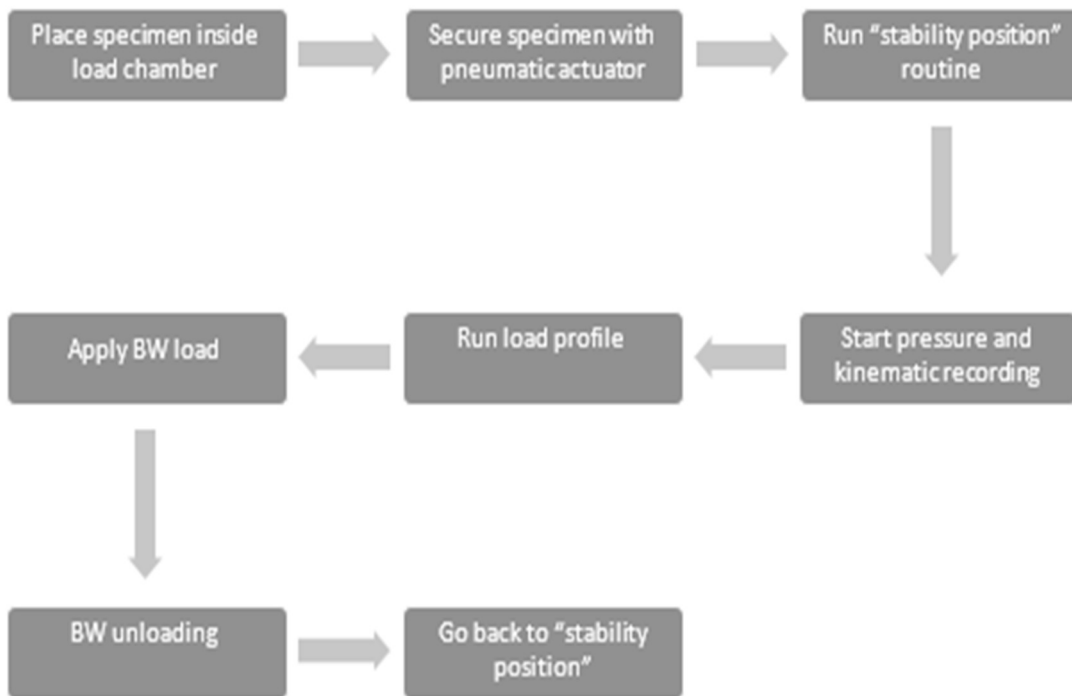 Place specimen inside
load chamber
Secure specimen with
pneumatic actuator
Run “stability position”
routine
Start pressure and
kinematic recording
Run load profile
Apply BW load
BW unloading
Go back to “stability
position”